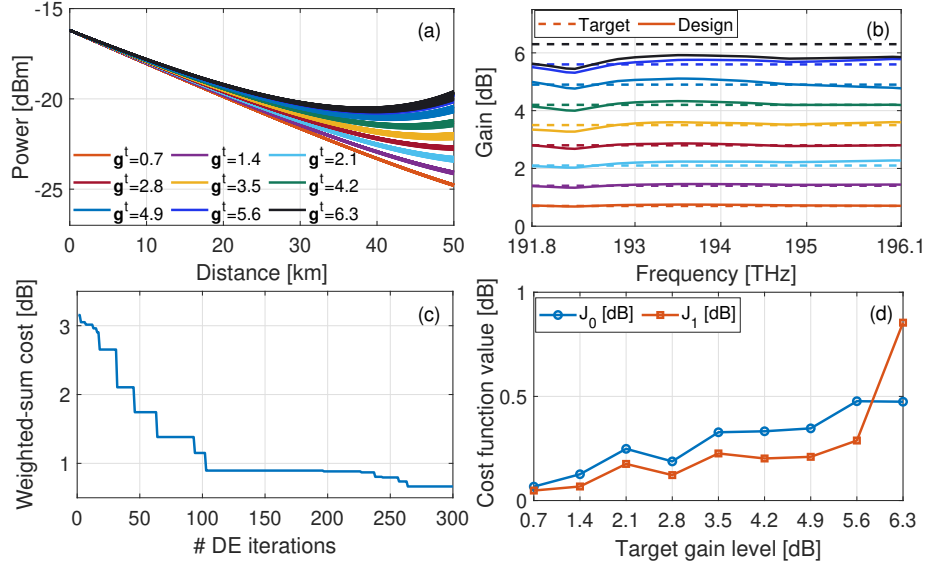 -15
(a)
Power [dBm]
-20
-25
g^t=0.7 g^t=1.4 g^t=2.1
g^t=2.8 g^t=3.5 g^t=4.2
g^t=4.9 g^t=5.6 g^t=6.3
0 10 20 30 40 50
Distance [km]
Target Design
(b)
Gain [dB]
6
4
2
0
191.8 193 194 195 196.1
Frequency [THz]
(c)
Weighted-sum cost [dB]
3
2
1
0 50 100 150 200 250 300
# DE iterations
J_0 [dB] J_1 [dB]
(d)
Cost function value [dB]
1
0.5
0
0.7 1.4 2.1 2.8 3.5 4.2 4.9 5.6 6.3
Target gain level [dB]